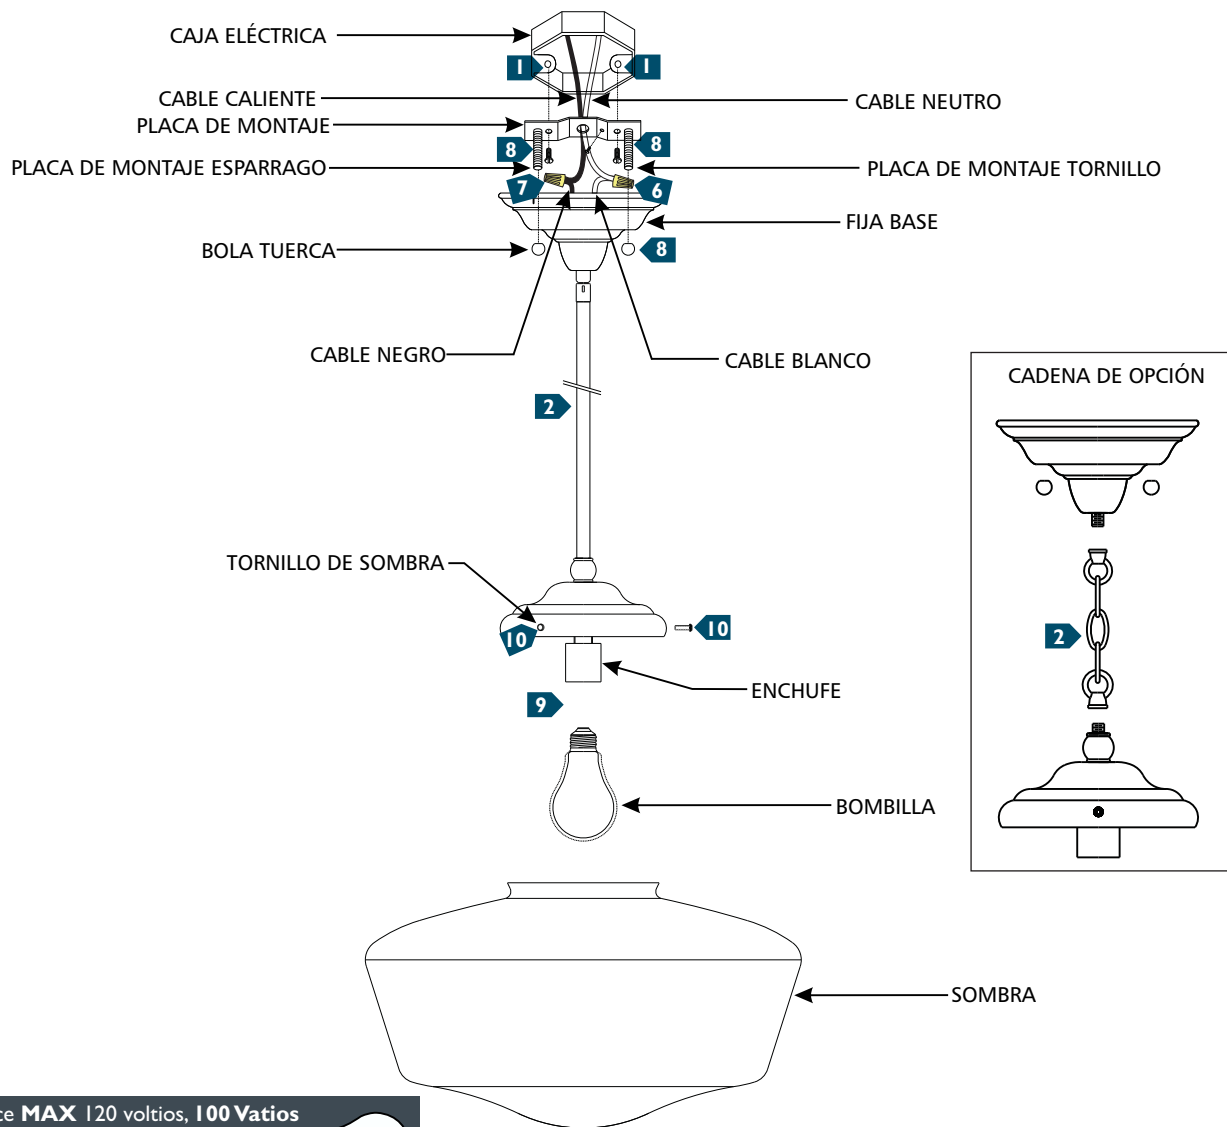 CAJA ELÉCTRICA
1
1
CABLE CALIENTE
CABLE NEUTRO
PLACA DE MONTAJE
8
8
PLACA DE MONTAJE ESPARRAGO
PLACA DE MONTAJE TORNILLO
7
6
FIJA BASE
BOLA TUERCA
8
CABLE NEGRO
CABLE BLANCO
CADENA DE OPCIÓN
2
TORNILLO DE SOMBRA
10
10
2
ENCHUFE
9
BOMBILLA
SOMBRA
MAX 120 voltios, 100 Vatios